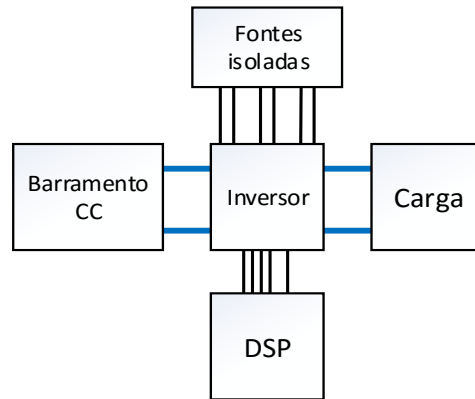 Fontes
isoladas
Barramento
CC
Inversor
Carga
DSP